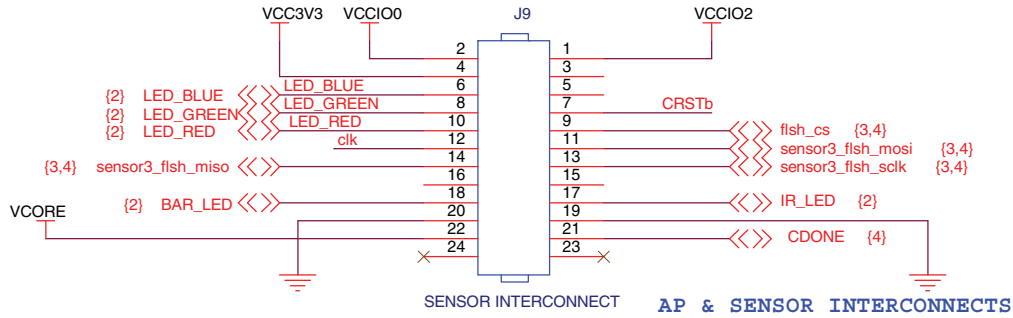 VCC3V3 VCCIO0 J9 VCCIO2
2 1
4 3
LED_BLUE 6 5
{2} LED_BLUE
LED_GREEN 8 7 CRSTb
{2} LED_GREEN
LED_RED 10 9 flsh_cs {3,4}
{2} LED_RED
clk 12 11 sensor3_flsh_mosi {3,4}
{3,4} sensor3_flsh_miso 14 13 sensor3_flsh_sclk {3,4}
16 15
{2} BAR_LED 18 17 IR_LED {2}
VCORE 20 19
22 21 CDONE {4}
24 23
SENSOR INTERCONNECT
AP & SENSOR INTERCONNECTS